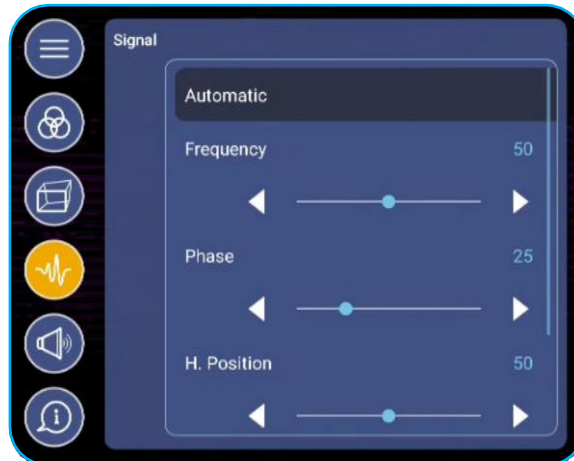 Signal
Automatic
Frequency 50
Phase 25
H. Position 50